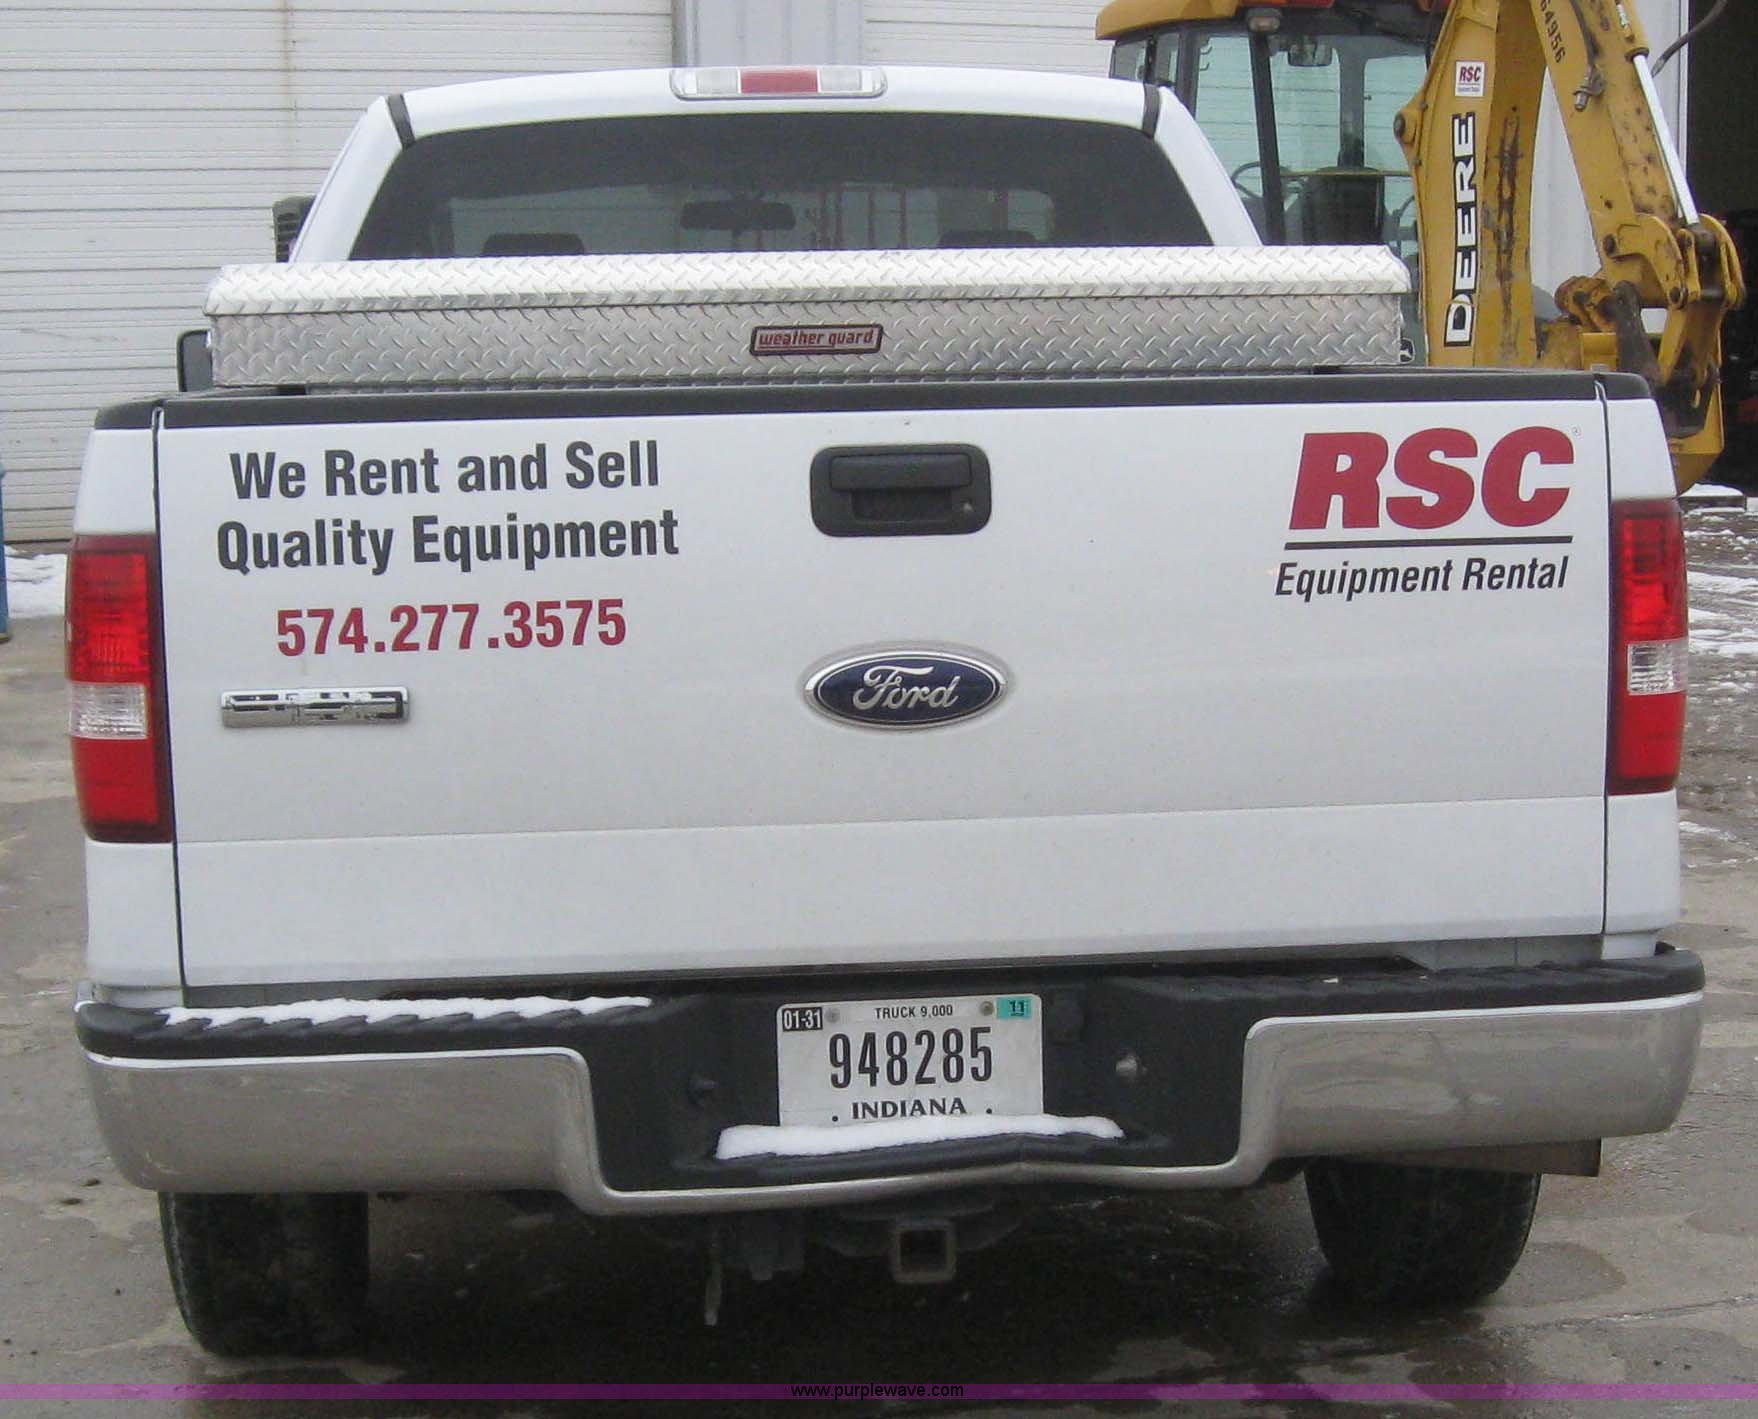 64956
RSC
DEERE
weather guard
We Rent and Sell
Quality Equipment
574.277.3575
RSC
Equipment Rental
Ford
01-31 TRUCK 9,000 11
948285
INDIANA
www.purplewave.com